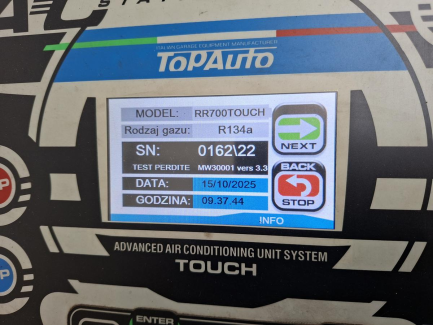 ITALIAN GARAGE EQUIPMENT MANUFACTURER
TOPAUTO
MODEL: RR700TOUCH
Rodzaj gazu: R134a
SN: 0162\22
NEXT
TEST PERDITE MW30001 vers 3.3
BACK
DATA: 15/10/2025
GODZINA: 09.37.44
STOP
INFO
ADVANCED AIR CONDITIONING UNIT SYSTEM
TOUCH
ENTER